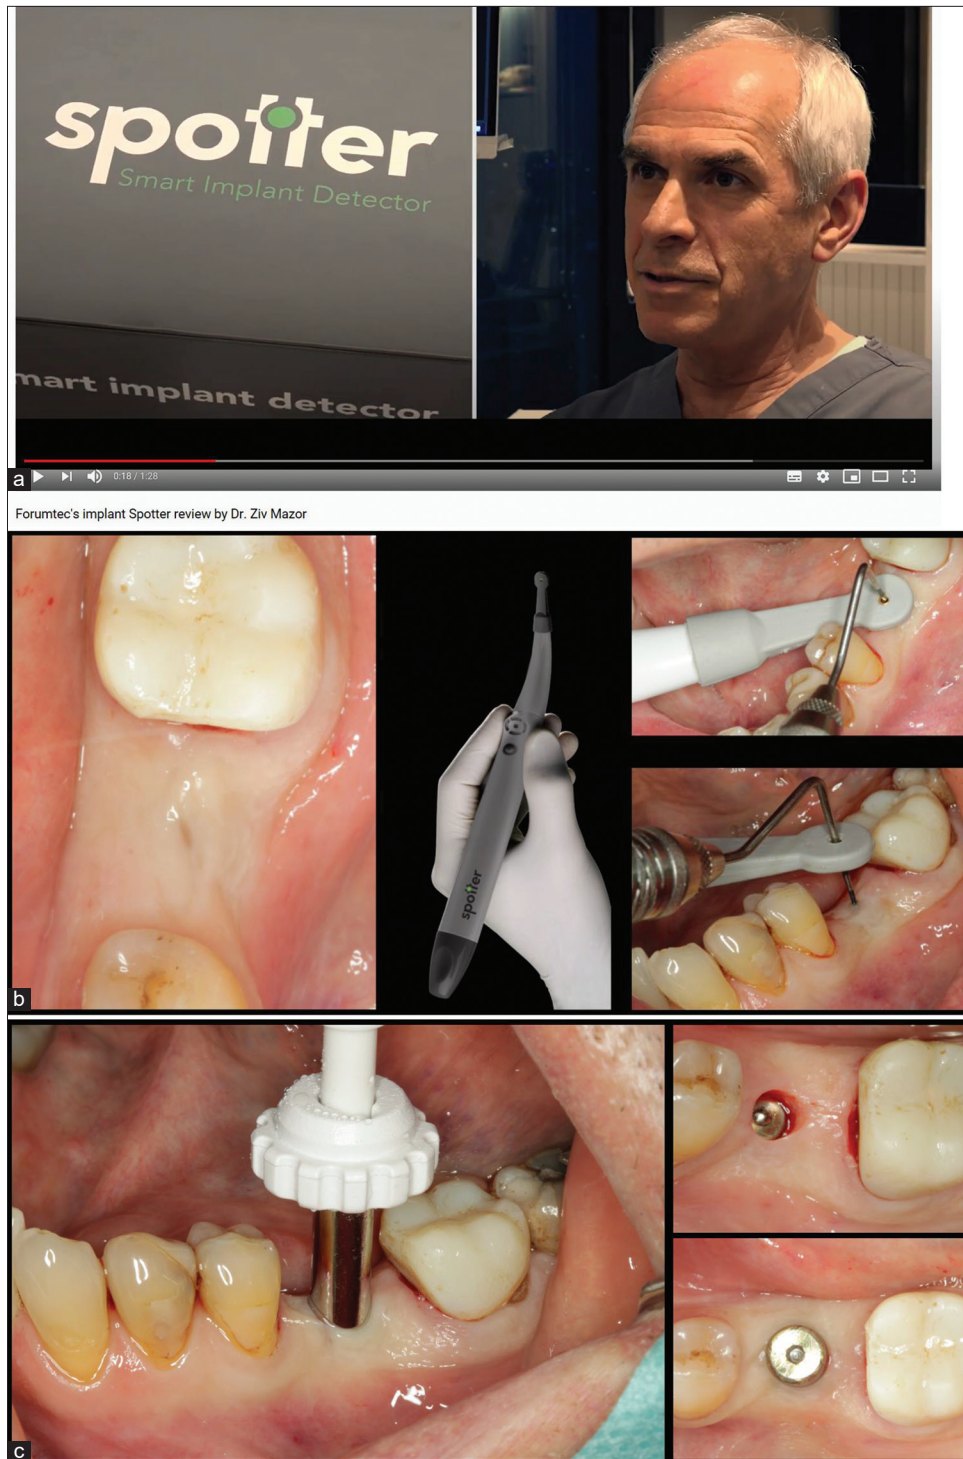 spotter
Smart Implant Detector
mart implant detector
a
0:18 / 1:28
Forumtec's implant Spotter review by Dr. Ziv Mazor
b
spotter
c